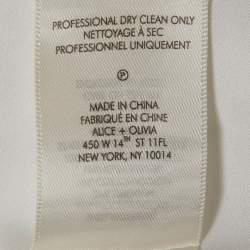 PROFESSIONAL DRY CLEAN ONLY
NETTOYAGE À SEC
PROFESSIONNEL UNIQUEMENT
P
MADE IN CHINA
FABRIQUÉ EN CHINE
ALICE + OLIVIA
450 W 14TH ST 11FL
NEW YORK, NY 10014